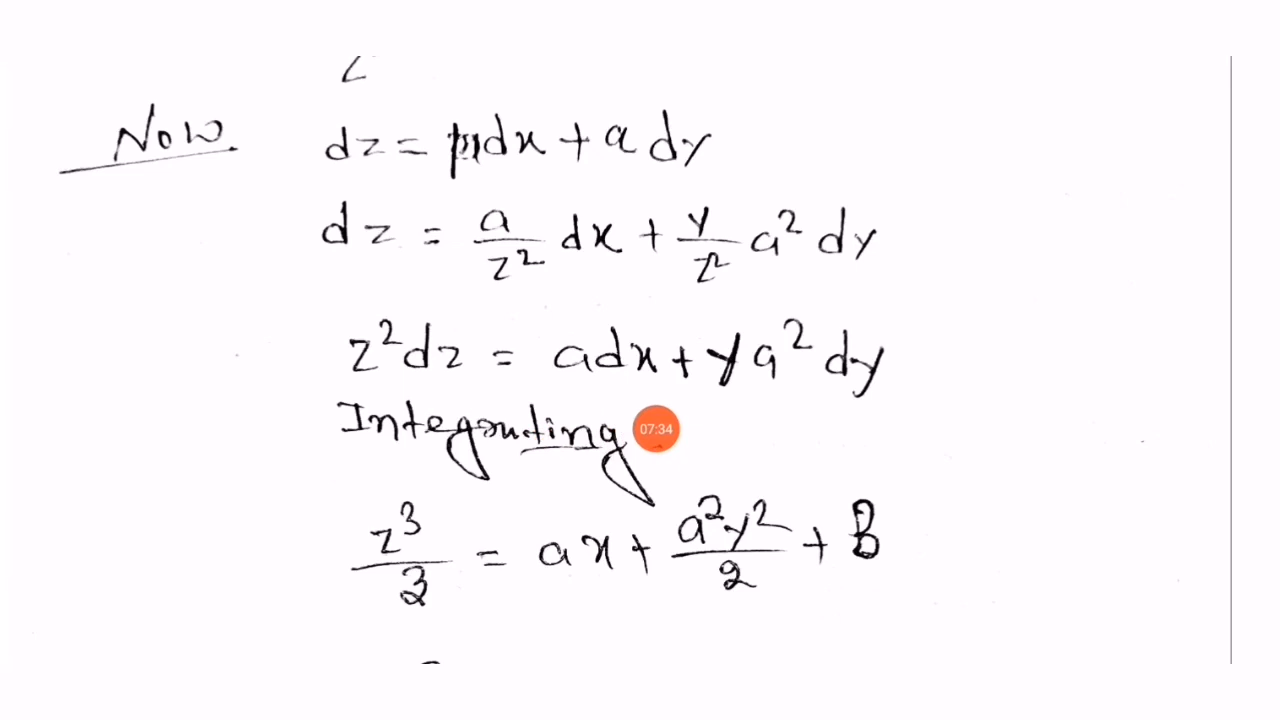 Now. dz = pdx + q dy
dz = a/z² dx + y/z² a² dy
z²dz = adx + ya² dy
Integrating
07:34
z³/3 = ax + a²y²/2 + B